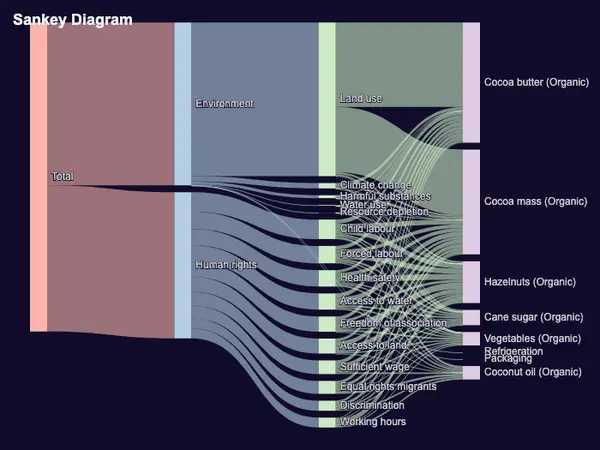 Sankey Diagram
Total
Environment
Human rights
Land use
Climate change
Harmful substances
Water use
Resource depletion
Child labour
Forced labour
Health safety
Access to water
Freedom of association
Access to land
Sufficient wage
Equal rights migrants
Discrimination
Working hours
Cocoa butter (Organic)
Cocoa mass (Organic)
Hazelnuts (Organic)
Cane sugar (Organic)
Vegetables (Organic)
Refrigeration
Packaging
Coconut oil (Organic)